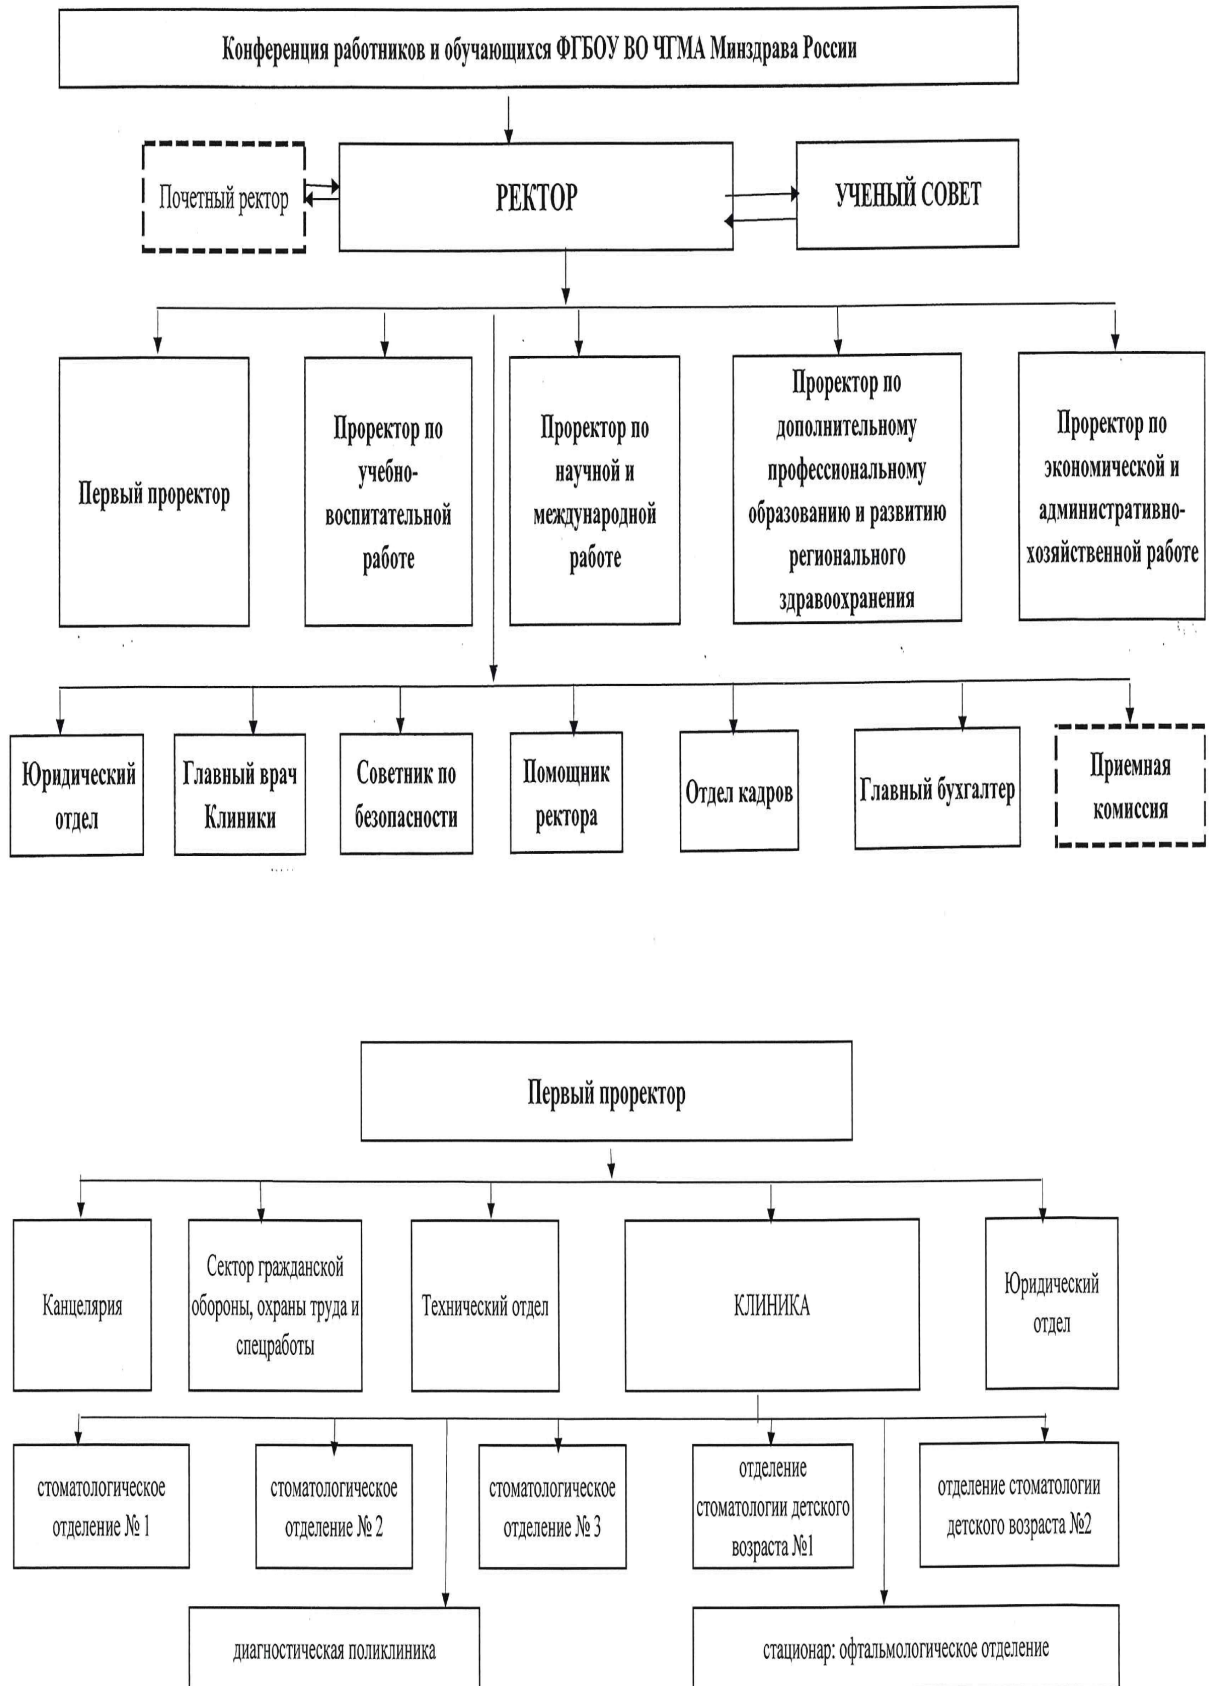 Конференция работников и обучающихся ФГБОУ ВО ЧГМА Минздрава России
Почетный ректор
РЕКТОР
УЧЕНЫЙ СОВЕТ
Первый проректор
Проректор по
учебно-
воспитательной
работе
Проректор по
научной и
международной
работе
Проректор по
дополнительному
профессиональному
образованию и развитию
регионального
здравоохранения
Проректор по
экономической и
административно-
хозяйственной работе
Юридический
отдел
Главный врач
Клиники
Советник по
безопасности
Помощник
ректора
Отдел кадров
Главный бухгалтер
Приемная
комиссия
Первый проректор
Канцелярия
Сектор гражданской
обороны, охраны труда и
спецработы
Технический отдел
КЛИНИКА
Юридический
отдел
стоматологическое
отделение № 1
стоматологическое
отделение № 2
стоматологическое
отделение № 3
отделение
стоматологии детского
возраста №1
отделение стоматологии
детского возраста №2
диагностическая поликлиника
стационар: офтальмологическое отделение